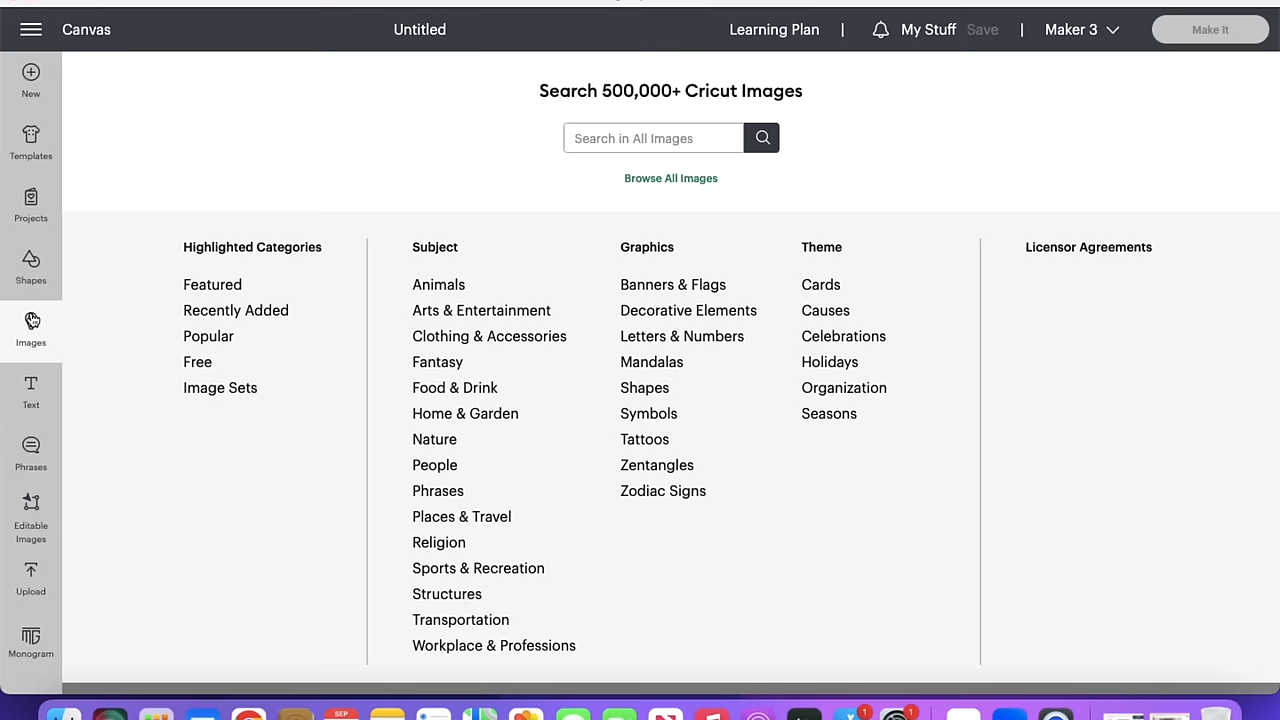 Canvas
Untitled
Learning Plan
|
My Stuff
Save
|
Maker 3
Make It
New
Templates
Projects
Shapes
Images
Text
Phrases
Editable
Images
Upload
Monogram
Search 500,000+ Cricut Images
Search in All Images
Browse All Images
Highlighted Categories
Featured
Recently Added
Popular
Free
Image Sets
Subject
Animals
Arts & Entertainment
Clothing & Accessories
Fantasy
Food & Drink
Home & Garden
Nature
People
Phrases
Places & Travel
Religion
Sports & Recreation
Structures
Transportation
Workplace & Professions
Graphics
Banners & Flags
Decorative Elements
Letters & Numbers
Mandalas
Shapes
Symbols
Tattoos
Zentangles
Zodiac Signs
Theme
Cards
Causes
Celebrations
Holidays
Organization
Seasons
Licensor Agreements
SEP
1
1